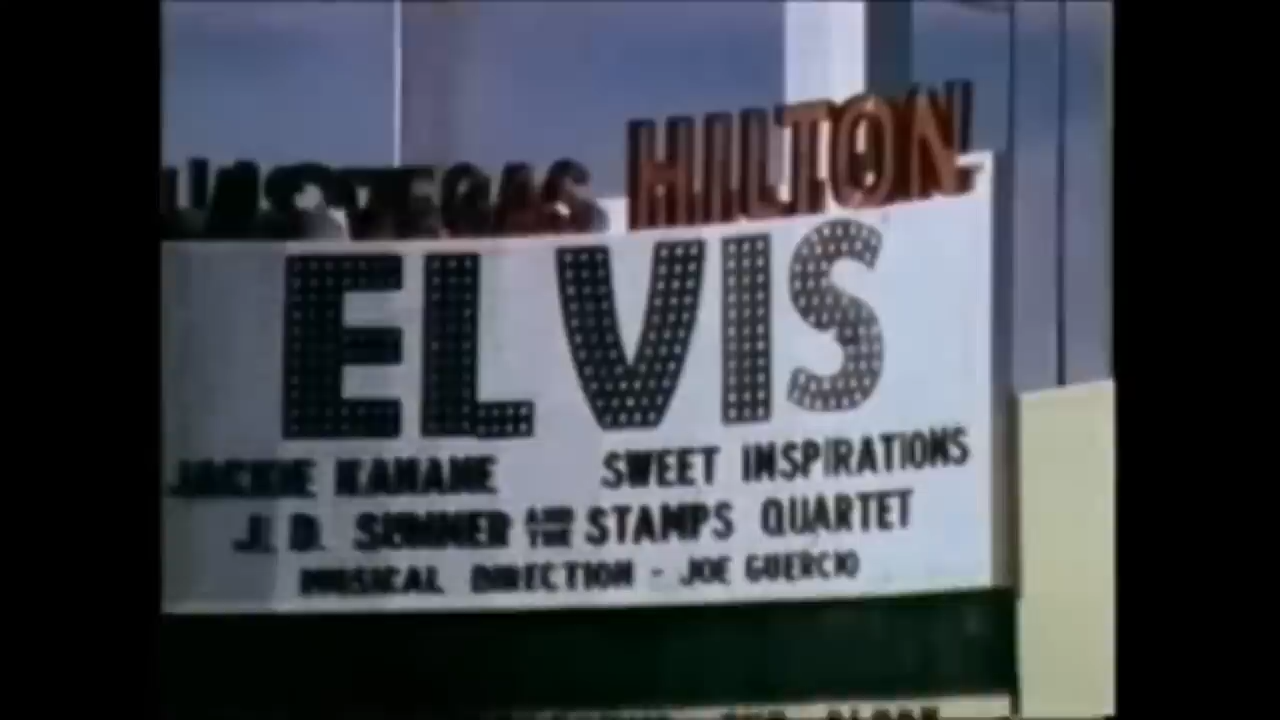 LAS VEGAS HILTON
ELVIS
JACKIE KAHANE SWEET INSPIRATIONS
J. D. SUMNER AND THE STAMPS QUARTET
MUSICAL DIRECTION - JOE GUERCIO